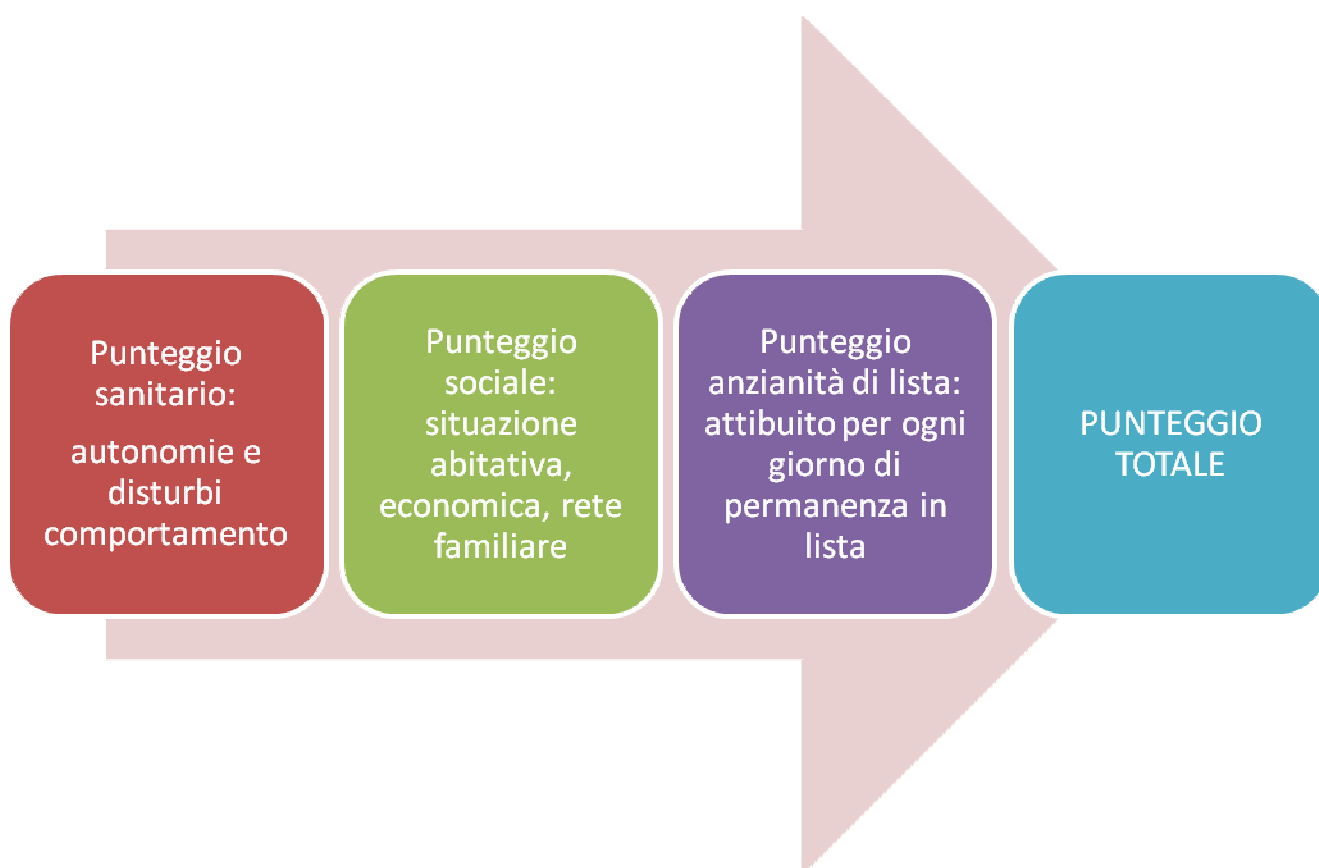 Punteggio
sanitario:
autonomie e
disturbi
comportamento
Punteggio
sociale:
situazione
abitativa,
economica, rete
familiare
Punteggio
anzianità di lista:
attibuito per ogni
giorno di
permanenza in
lista
PUNTEGGIO
TOTALE